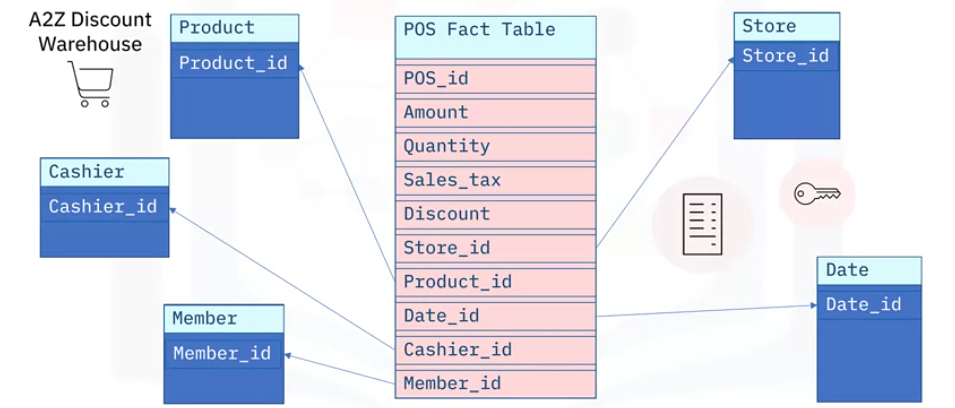 A2Z Discount
Warehouse
Product
Product_id
Cashier
Cashier_id
Member
Member_id
POS Fact Table
POS_id
Amount
Quantity
Sales_tax
Discount
Store_id
Product_id
Date_id
Cashier_id
Member_id
Store
Store_id
Date
Date_id